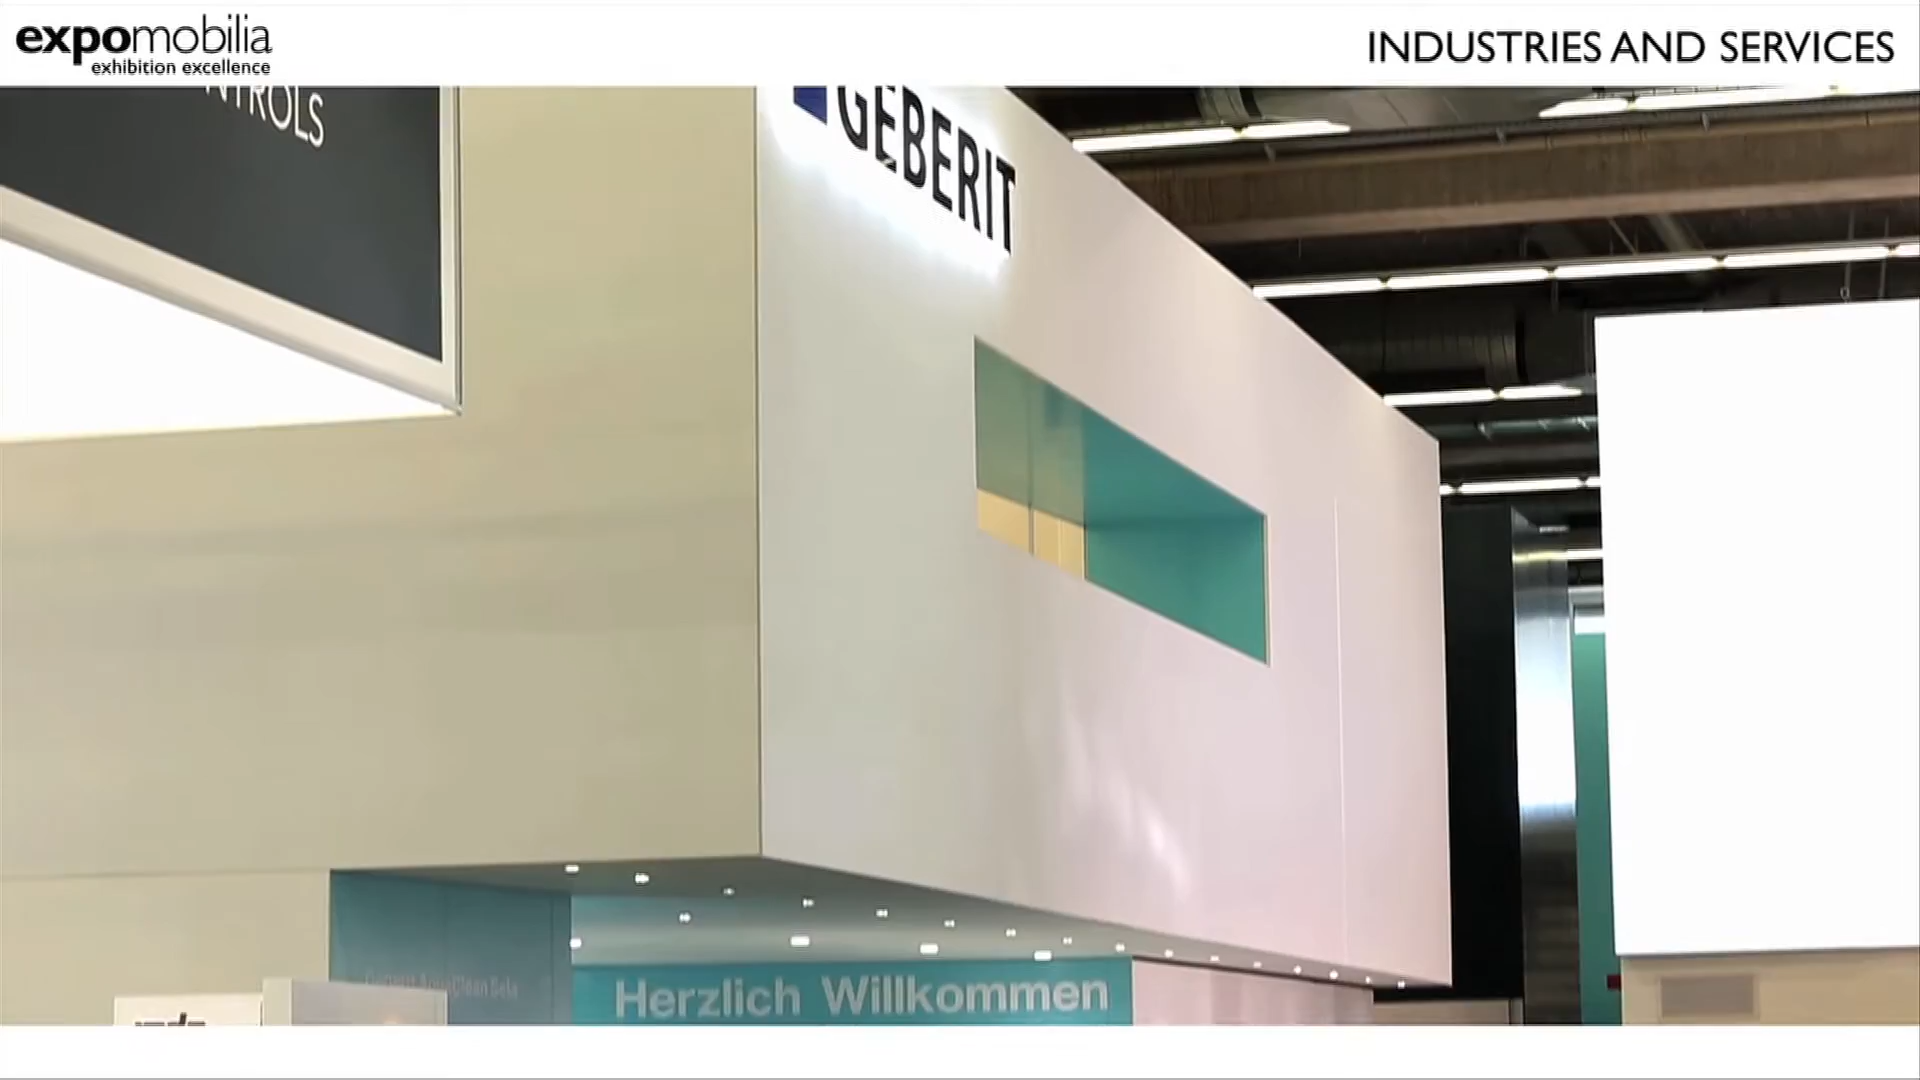 expomobilia
exhibition excellence
INDUSTRIES AND SERVICES
GEBERIT
Herzlich Willkommen